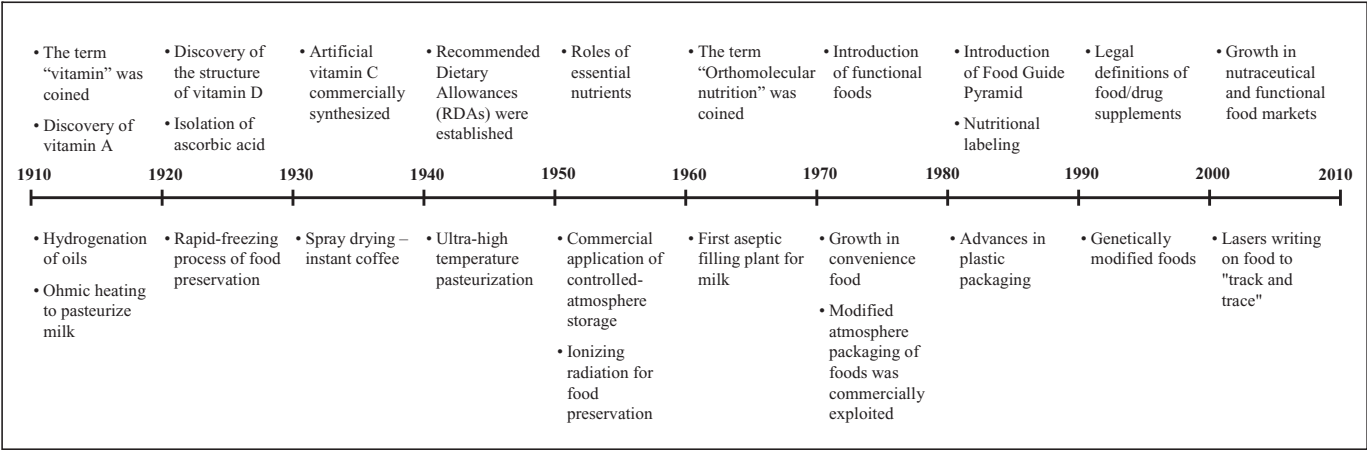 • The term
“vitamin” was
coined
• Discovery of
vitamin A
• Discovery of
the structure
of vitamin D
• Isolation of
ascorbic acid
• Artificial
vitamin C
commercially
synthesized
• Recommended
Dietary
Allowances
(RDAs) were
established
• Roles of
essential
nutrients
• The term
“Orthomolecular
nutrition” was
coined
• Introduction
of functional
foods
• Introduction
of Food Guide
Pyramid
• Nutritional
labeling
• Legal
definitions of
food/drug
supplements
• Growth in
nutraceutical
and functional
food markets
1910 1920 1930 1940 1950 1960 1970 1980 1990 2000 2010
• Hydrogenation
of oils
• Ohmic heating
to pasteurize
milk
• Rapid-freezing
process of food
preservation
• Spray drying –
instant coffee
• Ultra-high
temperature
pasteurization
• Commercial
application of
controlled-
atmosphere
storage
• Ionizing
radiation for
food
preservation
• First aseptic
filling plant for
milk
• Growth in
convenience
food
• Modified
atmosphere
packaging of
foods was
commercially
exploited
• Advances in
plastic
packaging
• Genetically
modified foods
• Lasers writing
on food to
"track and
trace"